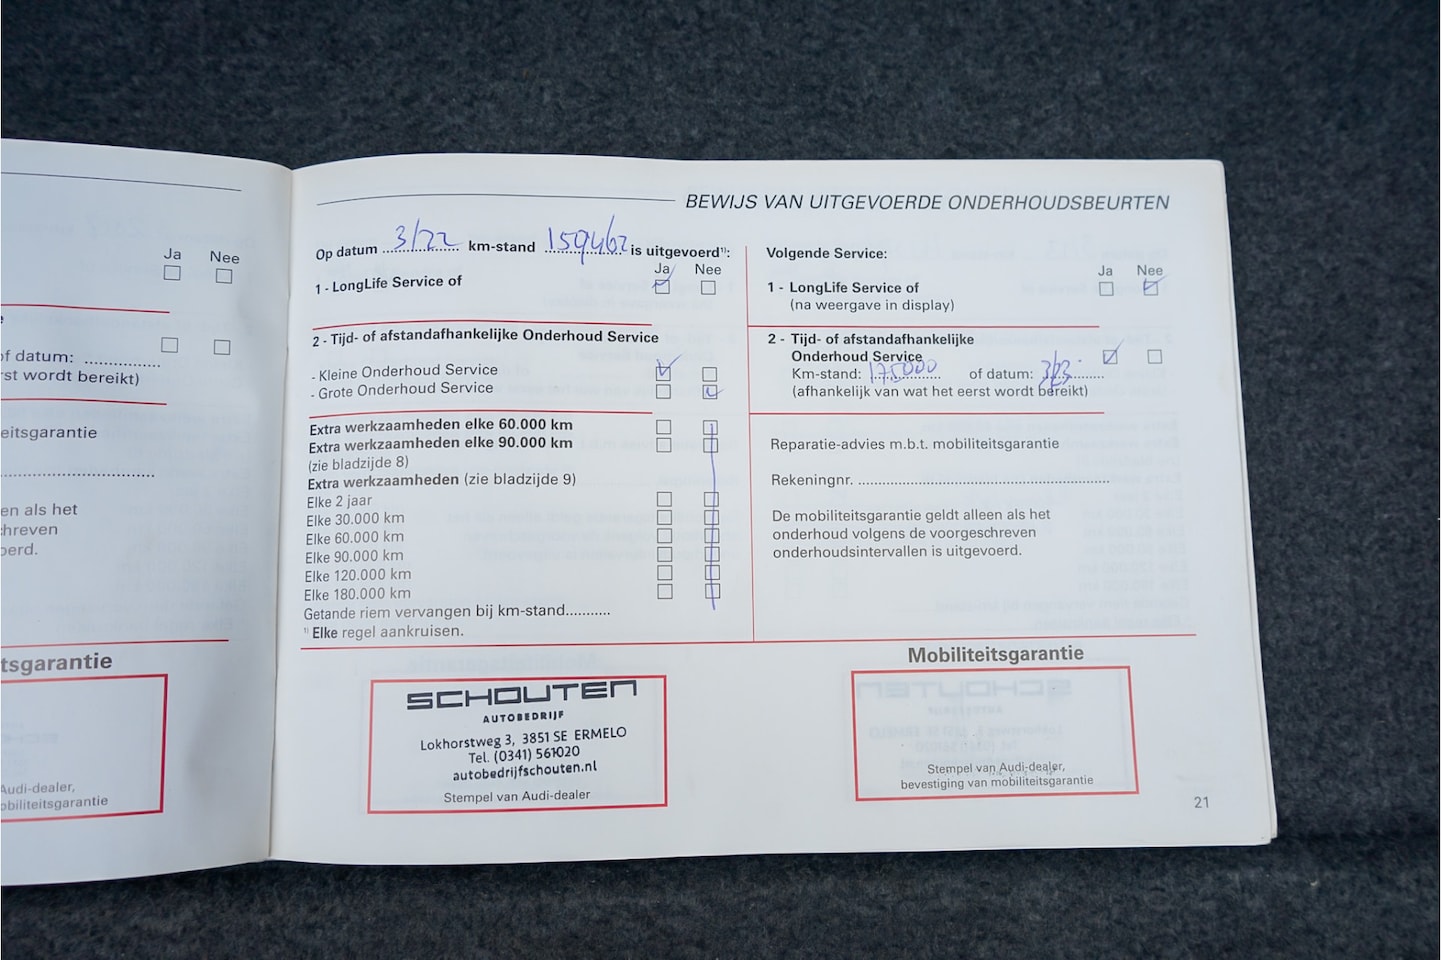 Ja Nee
of datum: ..................
rst wordt bereikt)
eitsgarantie
en als het
chreven
oerd.
tsgarantie
Audi-dealer,
obiliteitsgarantie
BEWIJS VAN UITGEVOERDE ONDERHOUDSBEURTEN
Op datum 3/22 km-stand 159462 is uitgevoerd¹⁾:
Ja Nee
1 - LongLife Service of
2 - Tijd- of afstandafhankelijke Onderhoud Service
- Kleine Onderhoud Service
- Grote Onderhoud Service
Extra werkzaamheden elke 60.000 km
Extra werkzaamheden elke 90.000 km
(zie bladzijde 8)
Extra werkzaamheden (zie bladzijde 9)
Elke 2 jaar
Elke 30.000 km
Elke 60.000 km
Elke 90.000 km
Elke 120.000 km
Elke 180.000 km
Getande riem vervangen bij km-stand...........
¹⁾ Elke regel aankruisen.
SCHOUTEN
AUTOBEDRIJF
Lokhorstweg 3, 3851 SE ERMELO
Tel. (0341) 561020
autobedrijfschouten.nl
Stempel van Audi-dealer
Volgende Service:
Ja Nee
1 - LongLife Service of
(na weergave in display)
2 - Tijd- of afstandafhankelijke
Onderhoud Service
Km-stand: 175000 of datum: 3/23
(afhankelijk van wat het eerst wordt bereikt)
Reparatie-advies m.b.t. mobiliteitsgarantie
Rekeningnr. ..................
De mobiliteitsgarantie geldt alleen als het
onderhoud volgens de voorgeschreven
onderhoudsintervallen is uitgevoerd.
Mobiliteitsgarantie
Stempel van Audi-dealer,
bevestiging van mobiliteitsgarantie
21